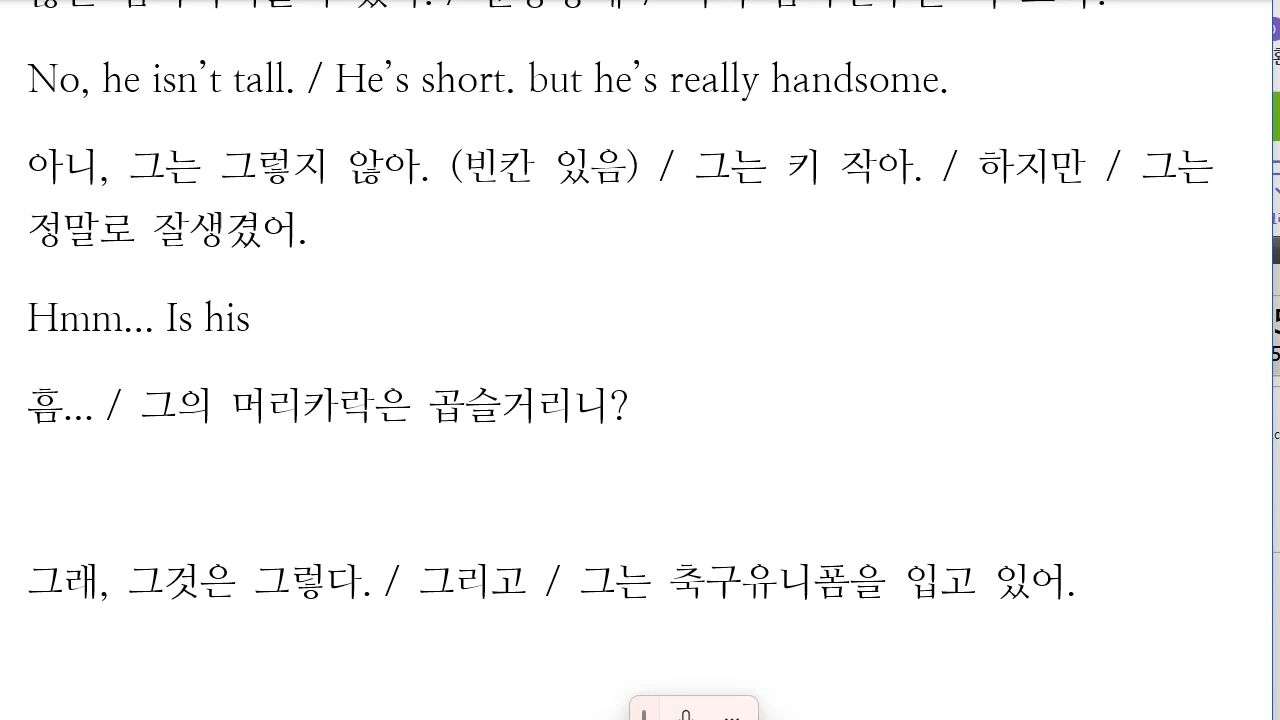 No, he isn’t tall. / He’s short. but he’s really handsome.
아니, 그는 그렇지 않아. (빈칸 있음) / 그는 키 작아. / 하지만 / 그는
정말로 잘생겼어.
Hmm... Is his
흠... / 그의 머리카락은 곱슬거리니?
그래, 그것은 그렇다. / 그리고 / 그는 축구유니폼을 입고 있어.